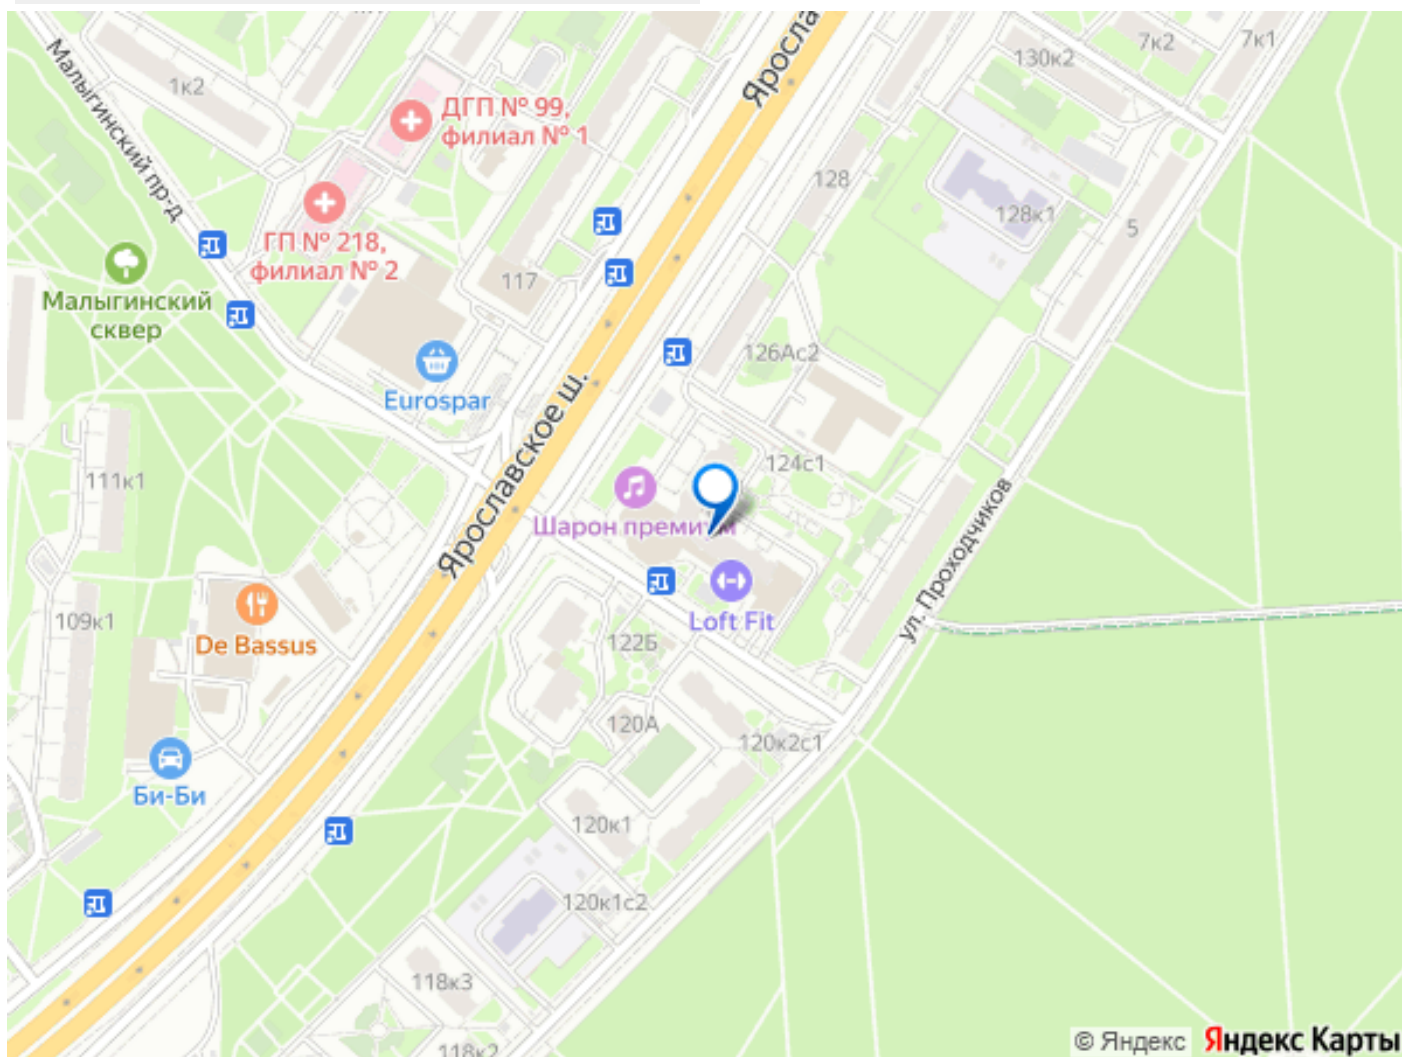 Яросла
7к2
7к1
130к2
Малыгинский пр-д
1к2
ДГП № 99,
филиал № 1
128
128к1
5
ГП № 218,
филиал № 2
117
Малыгинский
сквер
126Ас2
Eurospar
Ярославское ш.
124с1
111к1
Шарон премиум
ул. Проходчиков
Loft Fit
109к1
De Bassus
122Б
120А
120к2с1
Би-Би
120к1
120к1с2
118к3
118к2
© Яндекс Яндекс Карты